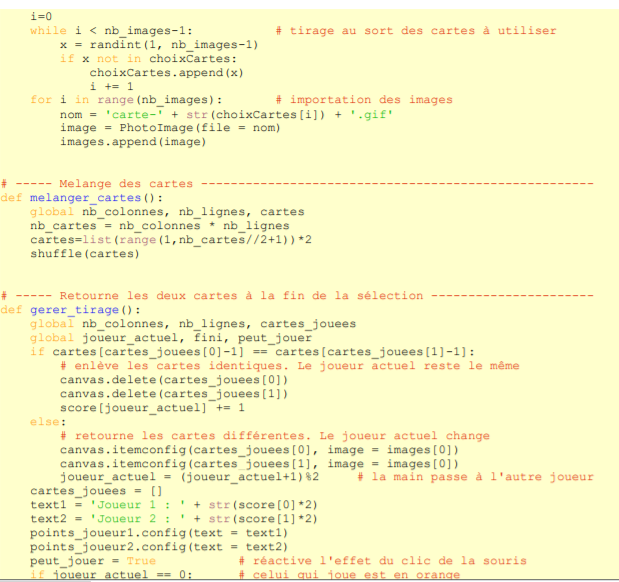 i=0
while i < nb_images-1:              # tirage au sort des cartes à utiliser
x = randint(1, nb_images-1)
if x not in choixCartes:
choixCartes.append(x)
i += 1
for i in range(nb_images):       # importation des images
nom = 'carte-' + str(choixCartes[i]) + '.gif'
image = PhotoImage(file = nom)
images.append(image)
# ----- Melange des cartes -----------------------------------------------------
def melanger_cartes():
global nb_colonnes, nb_lignes, cartes
nb_cartes = nb_colonnes * nb_lignes
cartes=list(range(1,nb_cartes//2+1))*2
shuffle(cartes)
# ----- Retourne les deux cartes à la fin de la sélection ----------------------
def gerer_tirage():
global nb_colonnes, nb_lignes, cartes_jouees
global joueur_actuel, fini, peut_jouer
if cartes[cartes_jouees[0]-1] == cartes[cartes_jouees[1]-1]:
# enlève les cartes identiques. Le joueur actuel reste le même
canvas.delete(cartes_jouees[0])
canvas.delete(cartes_jouees[1])
score[joueur_actuel] += 1
else:
# retourne les cartes différentes. Le joueur actuel change
canvas.itemconfig(cartes_jouees[0], image = images[0])
canvas.itemconfig(cartes_jouees[1], image = images[0])
joueur_actuel = (joueur_actuel+1)%2    # la main passe à l'autre joueur
cartes_jouees = []
text1 = 'Joueur 1 : ' + str(score[0]*2)
text2 = 'Joueur 2 : ' + str(score[1]*2)
points_joueur1.config(text = text1)
points_joueur2.config(text = text2)
peut_jouer = True           # réactive l'effet du clic de la souris
if joueur_actuel == 0:      # celui qui joue est en orange